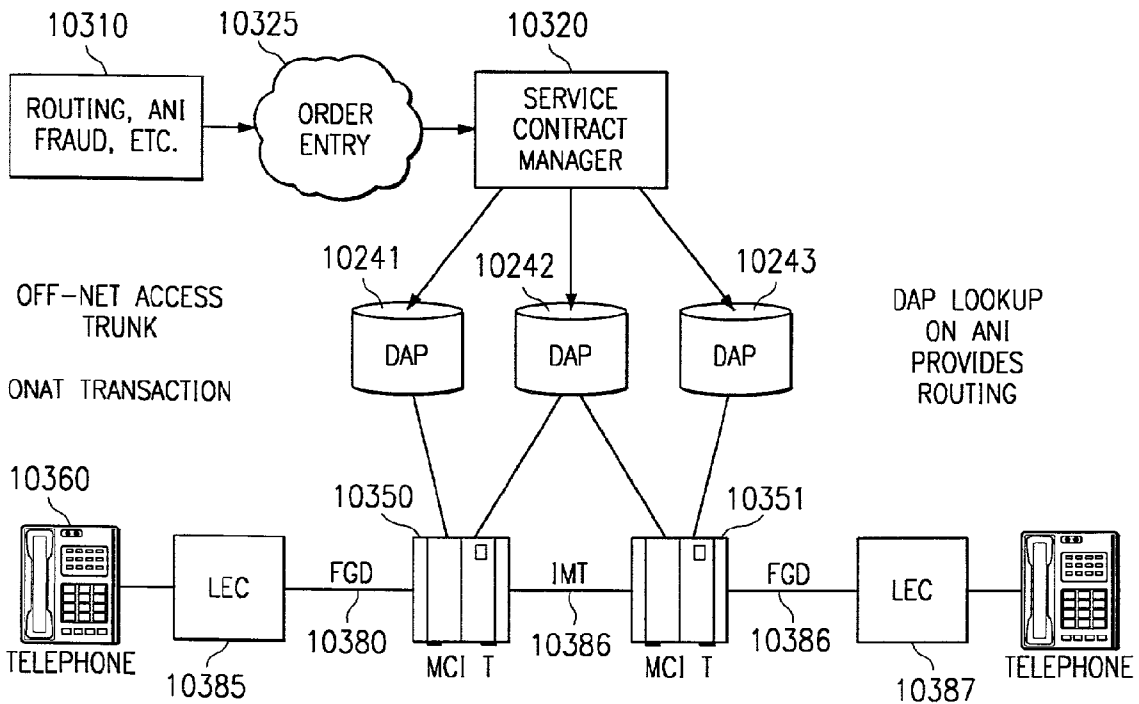 10310
10325
10320
ROUTING, ANI
FRAUD, ETC.
ORDER
ENTRY
SERVICE
CONTRACT
MANAGER
10241
10242
10243
OFF-NET ACCESS
TRUNK
DAP
DAP
DAP
DAP LOOKUP
ON ANI
PROVIDES
ROUTING
ONAT TRANSACTION
10360
10350
10351
LEC
FGD
IMT
FGD
LEC
10380
10386
10386
TELEPHONE
MCI T
MCI T
TELEPHONE
10385
10387